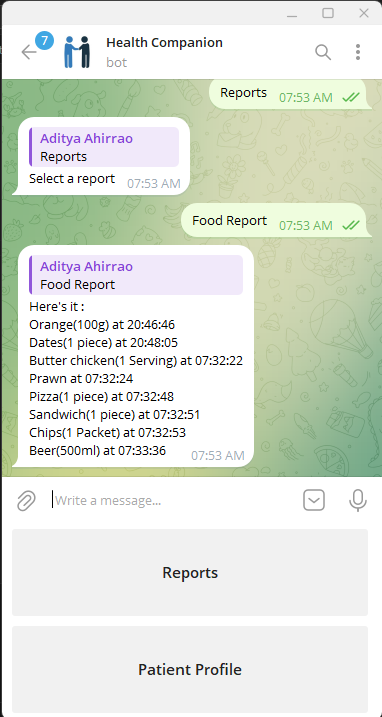 7
Health Companion
bot
Reports 07:53 AM
Aditya Ahirrao
Reports
Select a report 07:53 AM
Food Report 07:53 AM
Aditya Ahirrao
Food Report
Here's it :
Orange(100g) at 20:46:46
Dates(1 piece) at 20:48:05
Butter chicken(1 Serving) at 07:32:22
Prawn at 07:32:24
Pizza(1 piece) at 07:32:48
Sandwich(1 piece) at 07:32:51
Chips(1 Packet) at 07:32:53
Beer(500ml) at 07:33:36 07:53 AM
Write a message...
Reports
Patient Profile